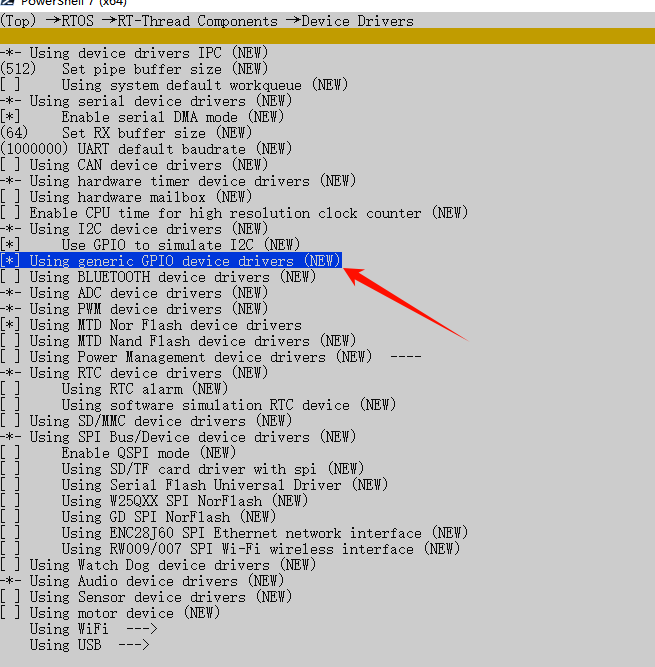 PowerShell 7 (x64)
(Top) →RTOS →RT-Thread Components →Device Drivers
-*- Using device drivers IPC (NEW)
(512) Set pipe buffer size (NEW)
[ ] Using system default workqueue (NEW)
-*- Using serial device drivers (NEW)
[*] Enable serial DMA mode (NEW)
(64) Set RX buffer size (NEW)
(1000000) UART default baudrate (NEW)
[ ] Using CAN device drivers (NEW)
-*- Using hardware timer device drivers (NEW)
[ ] Using hardware mailbox (NEW)
[ ] Enable CPU time for high resolution clock counter (NEW)
-*- Using I2C device drivers (NEW)
[*] Use GPIO to simulate I2C (NEW)
[*] Using generic GPIO device drivers (NEW)
[ ] Using BLUETOOTH device drivers (NEW)
-*- Using ADC device drivers (NEW)
-*- Using PWM device drivers (NEW)
[*] Using MTD Nor Flash device drivers
[ ] Using MTD Nand Flash device drivers (NEW)
[ ] Using Power Management device drivers (NEW) ----
-*- Using RTC device drivers (NEW)
[ ] Using RTC alarm (NEW)
[ ] Using software simulation RTC device (NEW)
[ ] Using SD/MMC device drivers (NEW)
-*- Using SPI Bus/Device device drivers (NEW)
[ ] Enable QSPI mode (NEW)
[ ] Using SD/TF card driver with spi (NEW)
[ ] Using Serial Flash Universal Driver (NEW)
[ ] Using W25QXX SPI NorFlash (NEW)
[ ] Using GD SPI NorFlash (NEW)
[ ] Using ENC28J60 SPI Ethernet network interface (NEW)
[ ] Using RW009/007 SPI Wi-Fi wireless interface (NEW)
[ ] Using Watch Dog device drivers (NEW)
-*- Using Audio device drivers (NEW)
[ ] Using Sensor device drivers (NEW)
[ ] Using motor device (NEW)
Using WiFi --->
Using USB --->